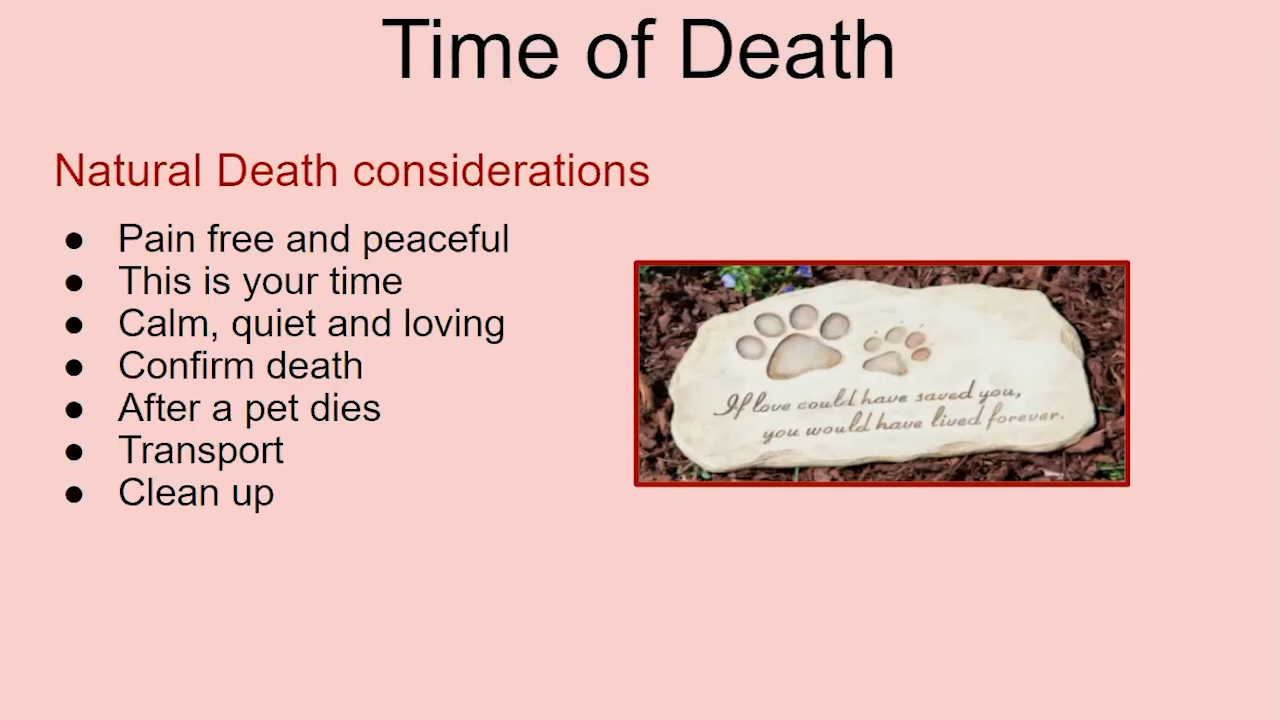 Time of Death
Natural Death considerations
● Pain free and peaceful
● This is your time
● Calm, quiet and loving
● Confirm death
● After a pet dies
● Transport
● Clean up
If love could have saved you,
you would have lived forever.